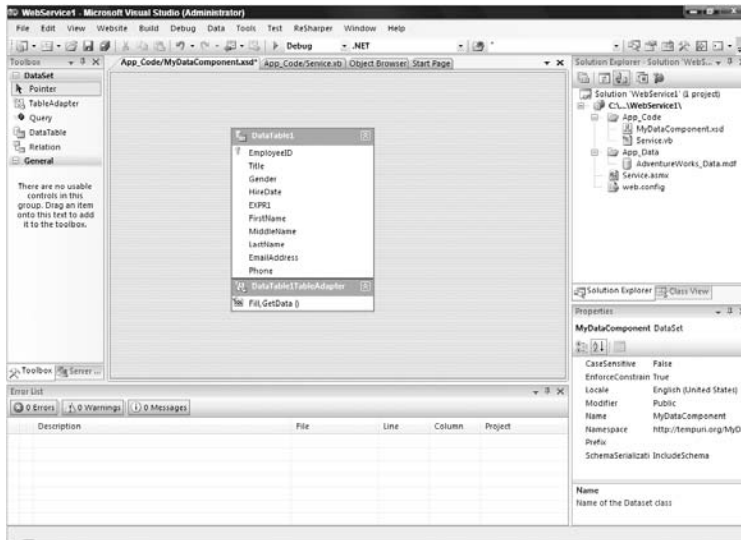 WebService1 - Microsoft Visual Studio (Administrator)
File Edit View Website Build Debug Data Tools Test ReSharper Window Help
Debug .NET
Toolbox
DataSet
Pointer
TableAdapter
Query
DataTable
Relation
General
There are no usable
controls in this
group. Drag an item
onto this text to add
it to the toolbox.
Toolbox Server ...
App_Code/MyDataComponent.xsd* App_Code/Service.vb Object Browser Start Page
DataTable1
EmployeeID
Title
Gender
HireDate
EXPR1
FirstName
MiddleName
LastName
EmailAddress
Phone
DataTable1TableAdapter
Fill,GetData ()
Solution Explorer - Solution 'WebS...
Solution 'WebService1' (1 project)
C:\...\WebService1\
App_Code
MyDataComponent.xsd
Service.vb
App_Data
AdventureWorks_Data.mdf
Service.asmx
web.config
Solution Explorer Class View
Properties
MyDataComponent DataSet
CaseSensitive False
EnforceConstrain True
Locale English (United States)
Modifier Public
Name MyDataComponent
Namespace http://tempuri.org/MyD
Prefix
SchemaSerializati IncludeSchema
Name
Name of the Dataset class
Error List
0 Errors 0 Warnings 0 Messages
Description File Line Column Project